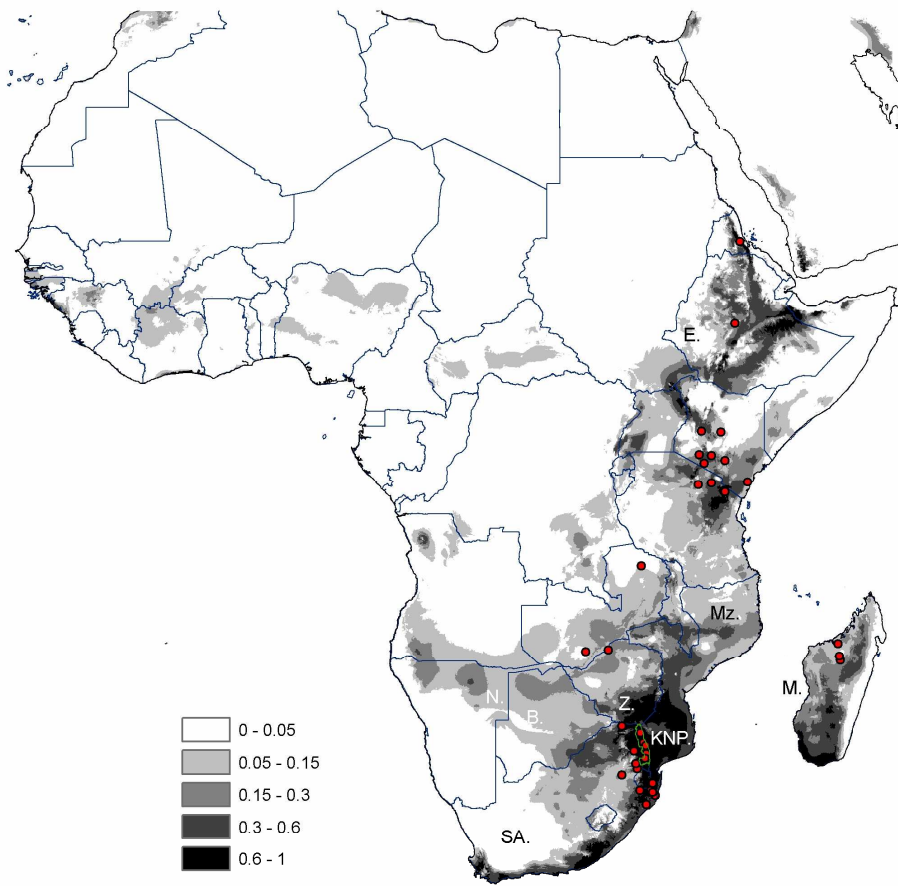 E.
Mz.
M.
N.
B.
Z.
KNP.
SA.
0 - 0.05
0.05 - 0.15
0.15 - 0.3
0.3 - 0.6
0.6 - 1